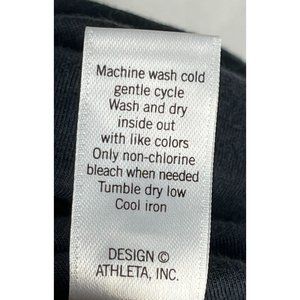 Machine wash cold
gentle cycle
Wash and dry
inside out
with like colors
Only non-chlorine
bleach when needed
Tumble dry low
Cool iron
DESIGN ©
ATHLETA, INC.